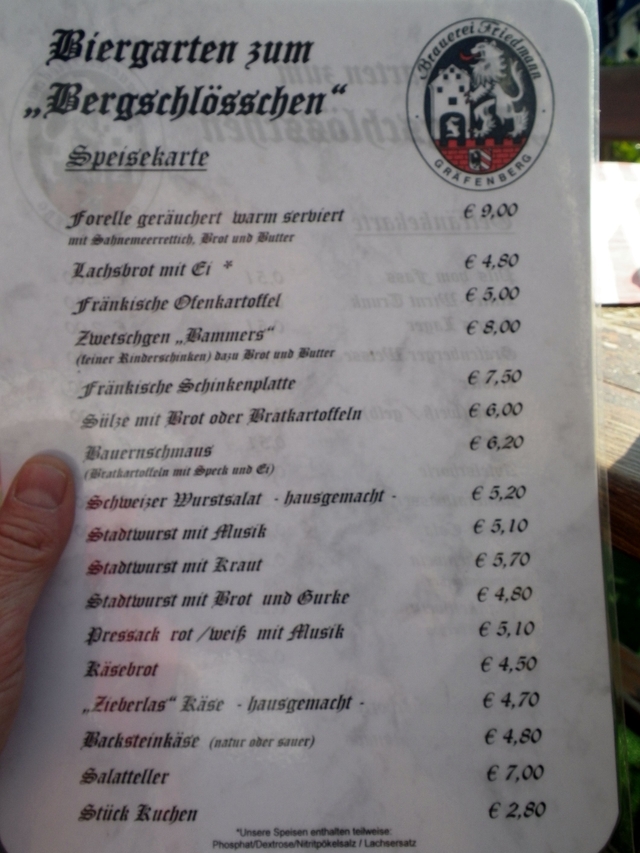 Biergarten zum
„Bergschlösschen“
Brauerei Friedmann
GRÄFENBERG
Speisekarte
Forelle geräuchert warm serviert € 9,00
mit Sahnemeerrettich, Brot und Butter
Lachsbrot mit Ei * € 4,80
Fränkische Ofenkartoffel € 5,00
Zwetschgen „Bammers“ € 8,00
(feiner Rinderschinken) dazu Brot und Butter
Fränkische Schinkenplatte € 7,50
Sülze mit Brot oder Bratkartoffeln € 6,00
Bauernschmaus € 6,20
(Bratkartoffeln mit Speck und Ei)
Schweizer Wurstsalat - hausgemacht - € 5,20
Stadtwurst mit Musik € 5,10
Stadtwurst mit Kraut € 5,70
Stadtwurst mit Brot und Gurke € 4,80
Pressack rot /weiß mit Musik € 5,10
Käsebrot € 4,50
„Zieberlas“ Käse - hausgemacht - € 4,70
Backsteinkäse (natur oder sauer) € 4,80
Salatteller € 7,00
Stück Kuchen € 2,80
*Unsere Speisen enthalten teilweise:
Phosphat/Dextrose/Nitritpökelsalz / Lachsersatz